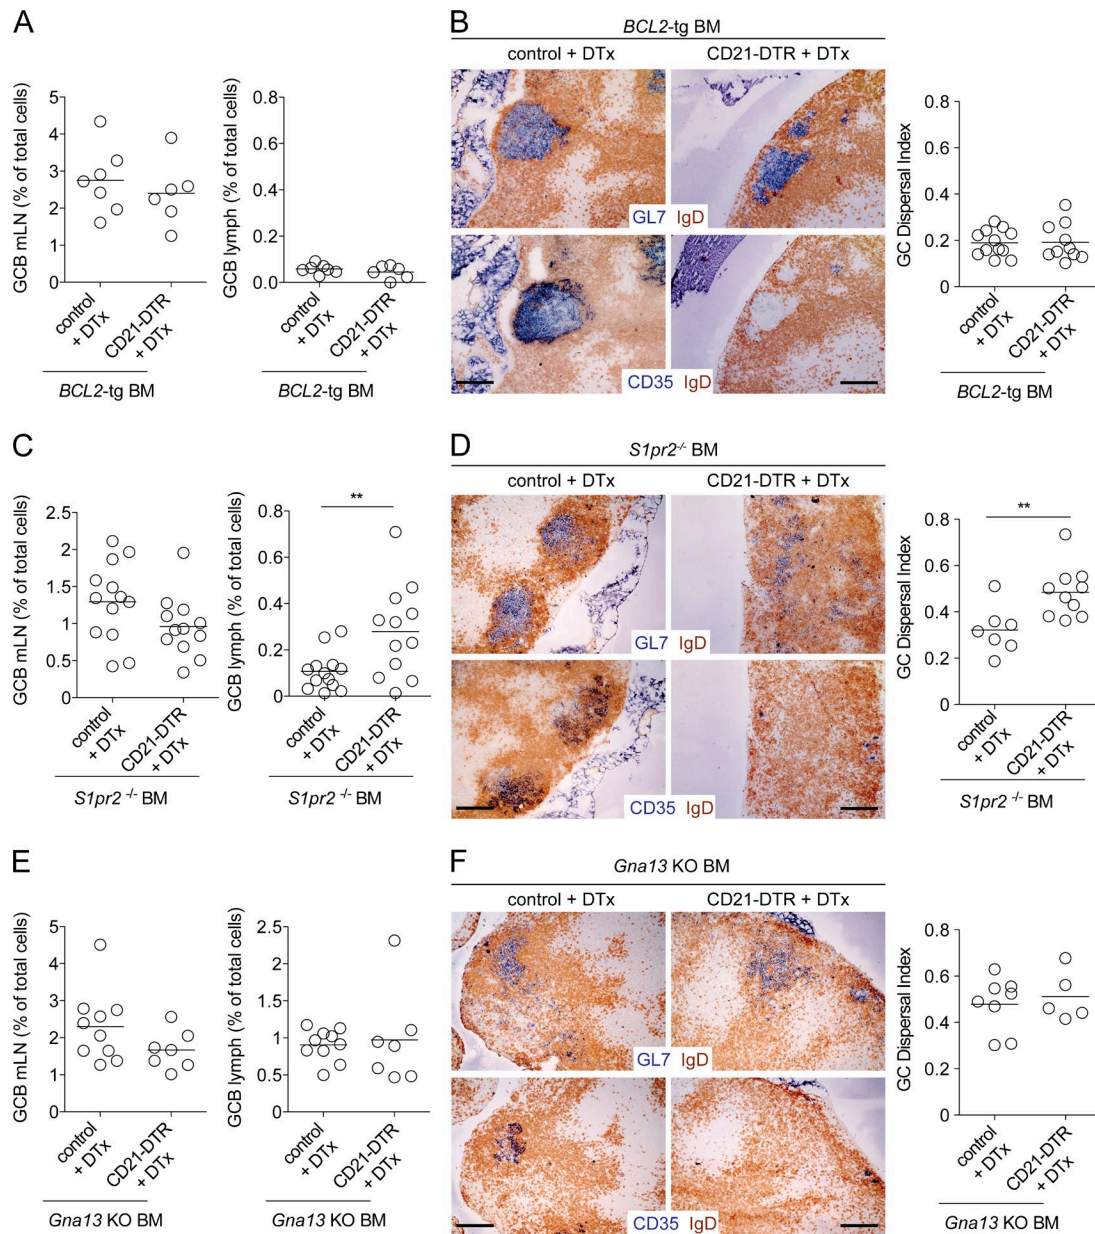 A
GCB mLN (% of total cells)
5
4
3
2
1
0
control
+ DTx
CD21-DTR
+ DTx
BCL2-tg BM
GCB lymph (% of total cells)
0.8
0.6
0.4
0.2
0.0
control
+ DTx
CD21-DTR
+ DTx
BCL2-tg BM
B
BCL2-tg BM
control + DTx
CD21-DTR + DTx
GL7 IgD
CD35 IgD
GC Dispersal Index
0.8
0.6
0.4
0.2
0
control
+ DTx
CD21-DTR
+ DTx
BCL2-tg BM
C
GCB mLN (% of total cells)
2.5
2
1.5
1
0.5
0
control
+ DTx
CD21-DTR
+ DTx
S1pr2 -/- BM
GCB lymph (% of total cells)
**
0.8
0.6
0.4
0.2
0
control
+ DTx
CD21-DTR
+ DTx
S1pr2 -/- BM
D
S1pr2-/- BM
control + DTx
CD21-DTR + DTx
GL7 IgD
CD35 IgD
GC Dispersal Index
**
0.8
0.6
0.4
0.2
0
control
+ DTx
CD21-DTR
+ DTx
S1pr2 -/- BM
E
GCB mLN (% of total cells)
5
4
3
2
1
0
control
+ DTx
CD21-DTR
+ DTx
Gna13 KO BM
GCB lymph (% of total cells)
2.5
2
1.5
1
0.5
0
control
+ DTx
CD21-DTR
+ DTx
Gna13 KO BM
F
Gna13 KO BM
control + DTx
CD21-DTR + DTx
GL7 IgD
CD35 IgD
GC Dispersal Index
0.8
0.6
0.4
0.2
0
control
+ DTx
CD21-DTR
+ DTx
Gna13 KO BM